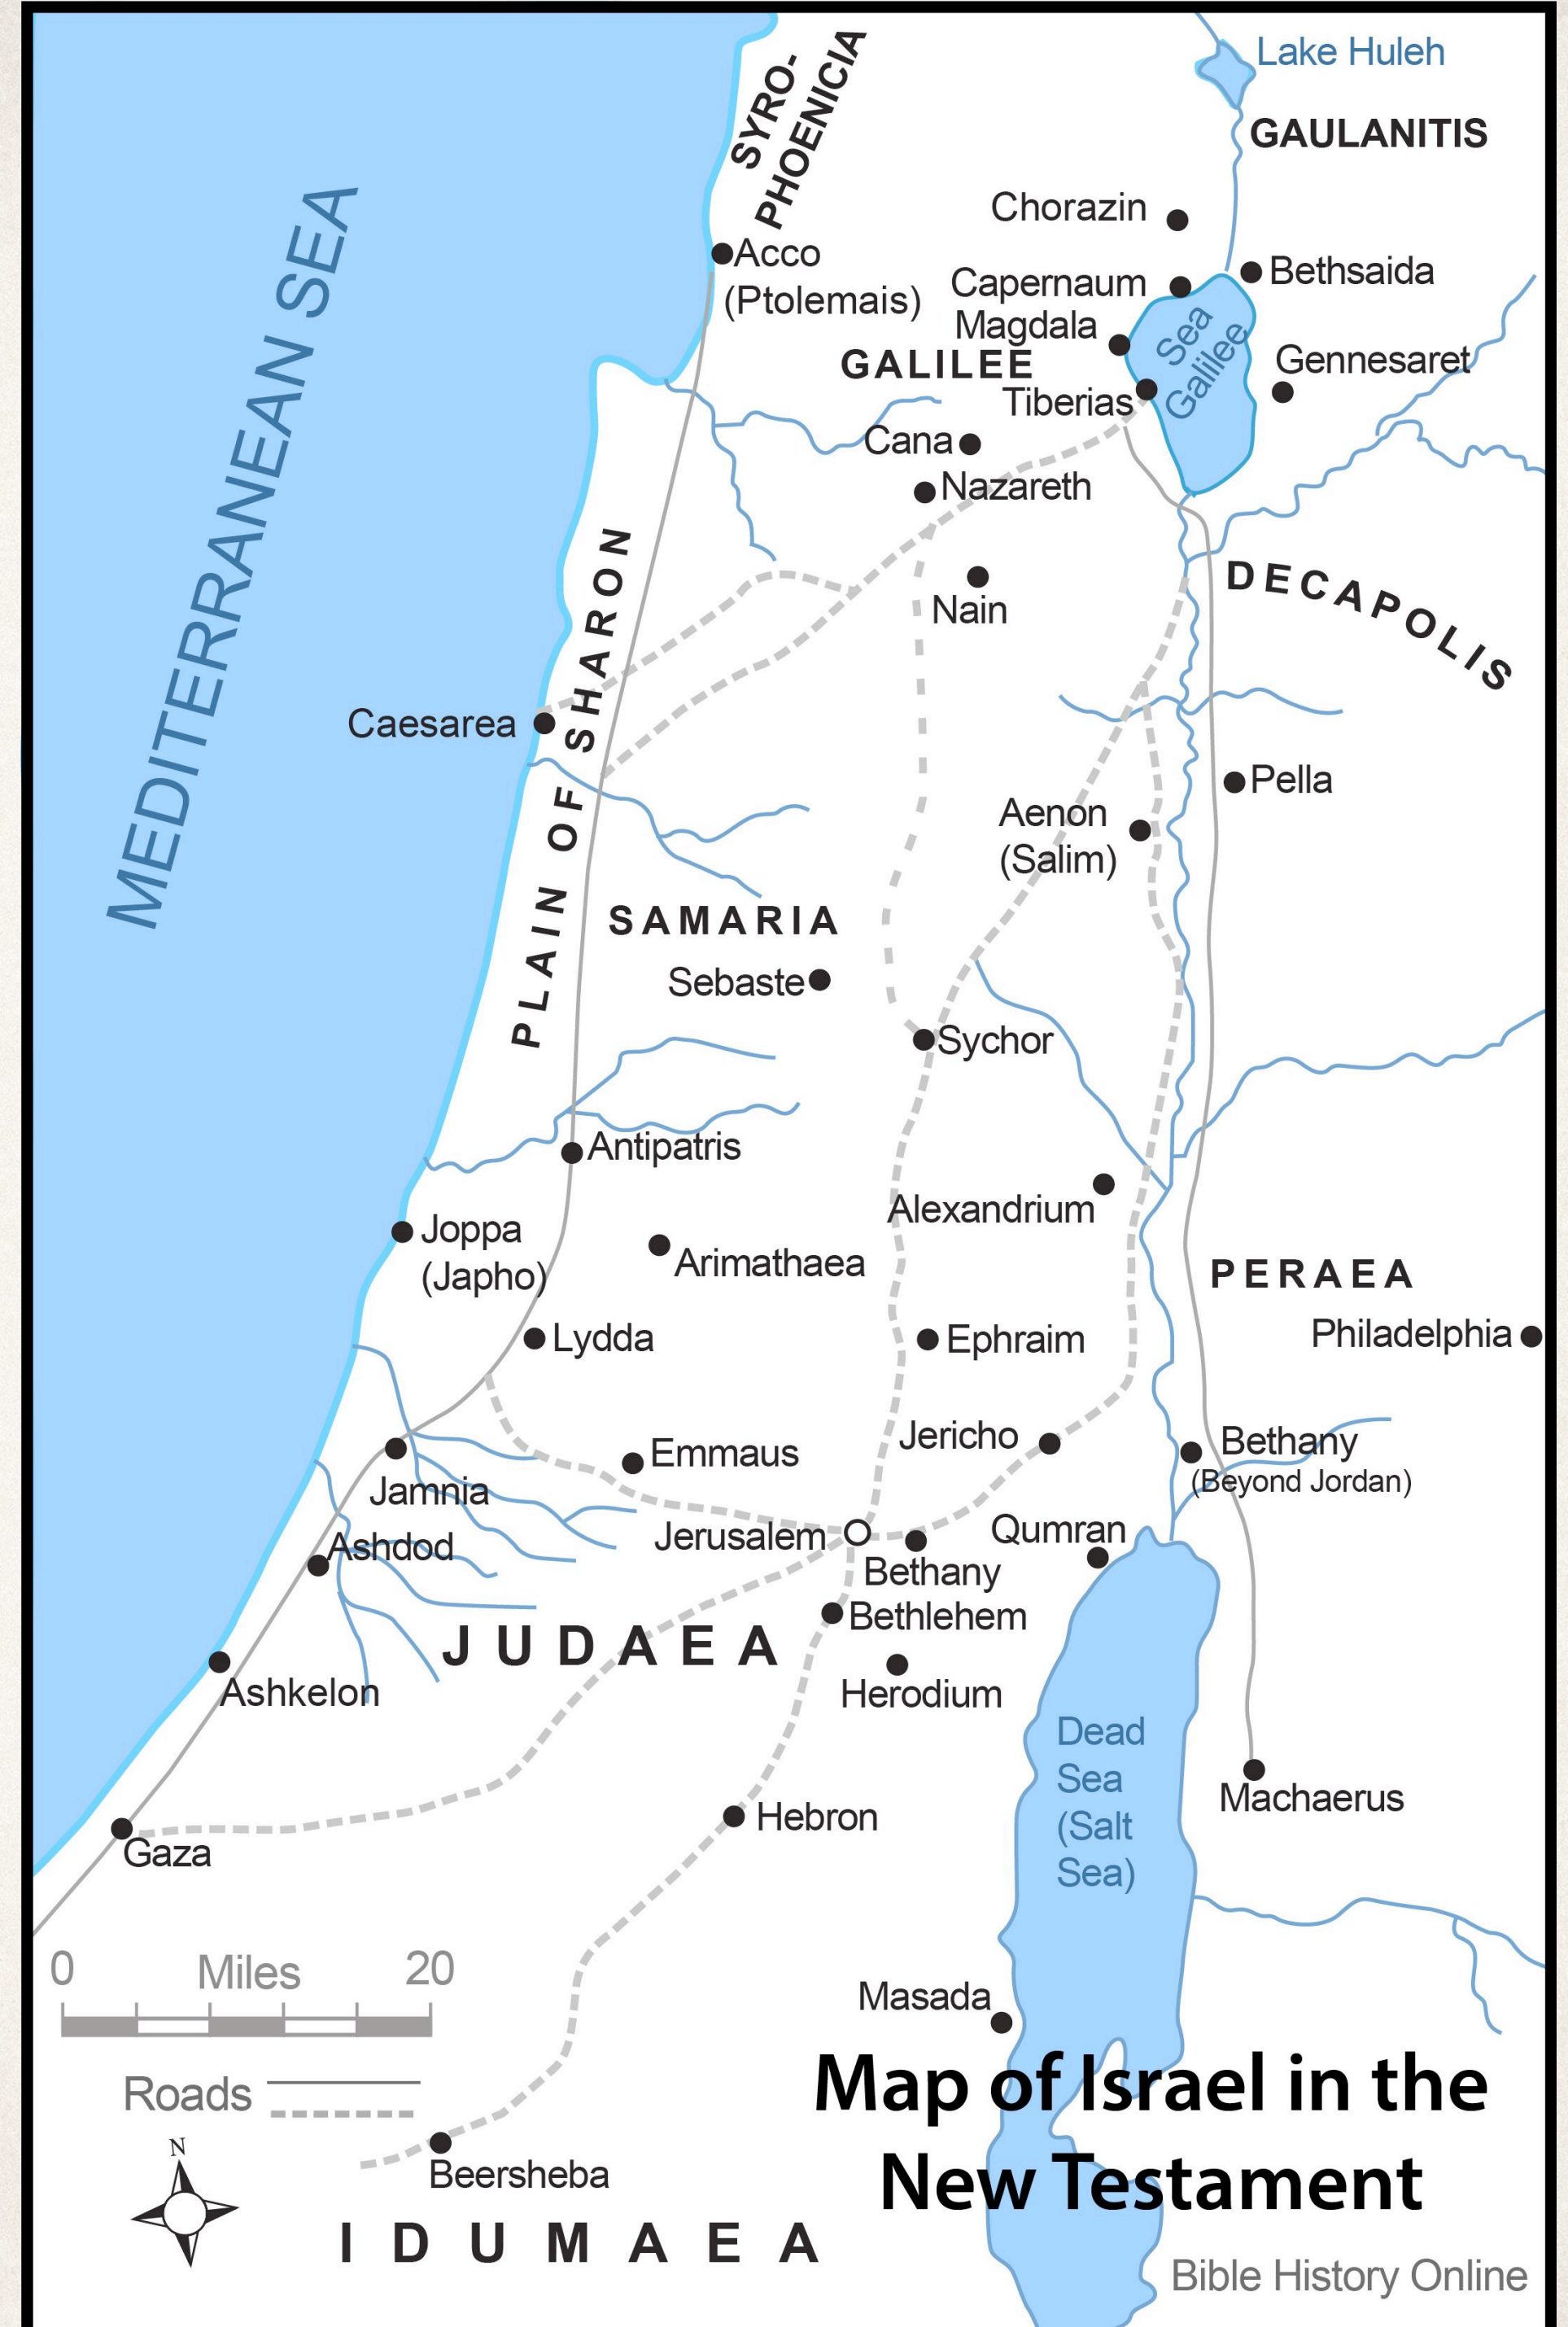 Lake Huleh
SYRO-
PHOENICIA
GAULANITIS
MEDITERRANEAN SEA
Chorazin
Acco
(Ptolemais)
Bethsaida
Capernaum
Magdala
Sea
Galilee
GALILEE
Gennesaret
Tiberias
Cana
Nazareth
DECAPOLIS
Nain
PLAIN OF SHARON
Caesarea
Pella
Aenon
(Salim)
SAMARIA
Sebaste
Sychor
Antipatris
Alexandrium
Joppa
(Japho)
Arimathaea
PERAEA
Lydda
Ephraim
Philadelphia
Jericho
Bethany
(Beyond Jordan)
Emmaus
Jamnia
Jerusalem
Qumran
Ashdod
Bethany
Bethlehem
JUDAEA
Ashkelon
Herodium
Dead
Sea
(Salt
Sea)
Machaerus
Hebron
Gaza
0 Miles 20
Masada
Roads
Map of Israel in the
New Testament
N
Beersheba
IDUMAEA
Bible History Online